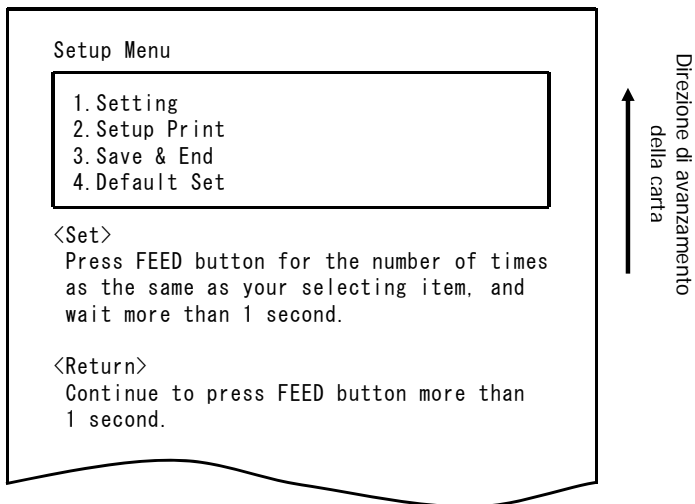 Setup Menu
1.Setting
2.Setup Print
3.Save & End
4.Default Set
<Set>
Press FEED button for the number of times
as the same as your selecting item, and
wait more than 1 second.
<Return>
Continue to press FEED button more than
1 second.
Direzione di avanzamento
della carta